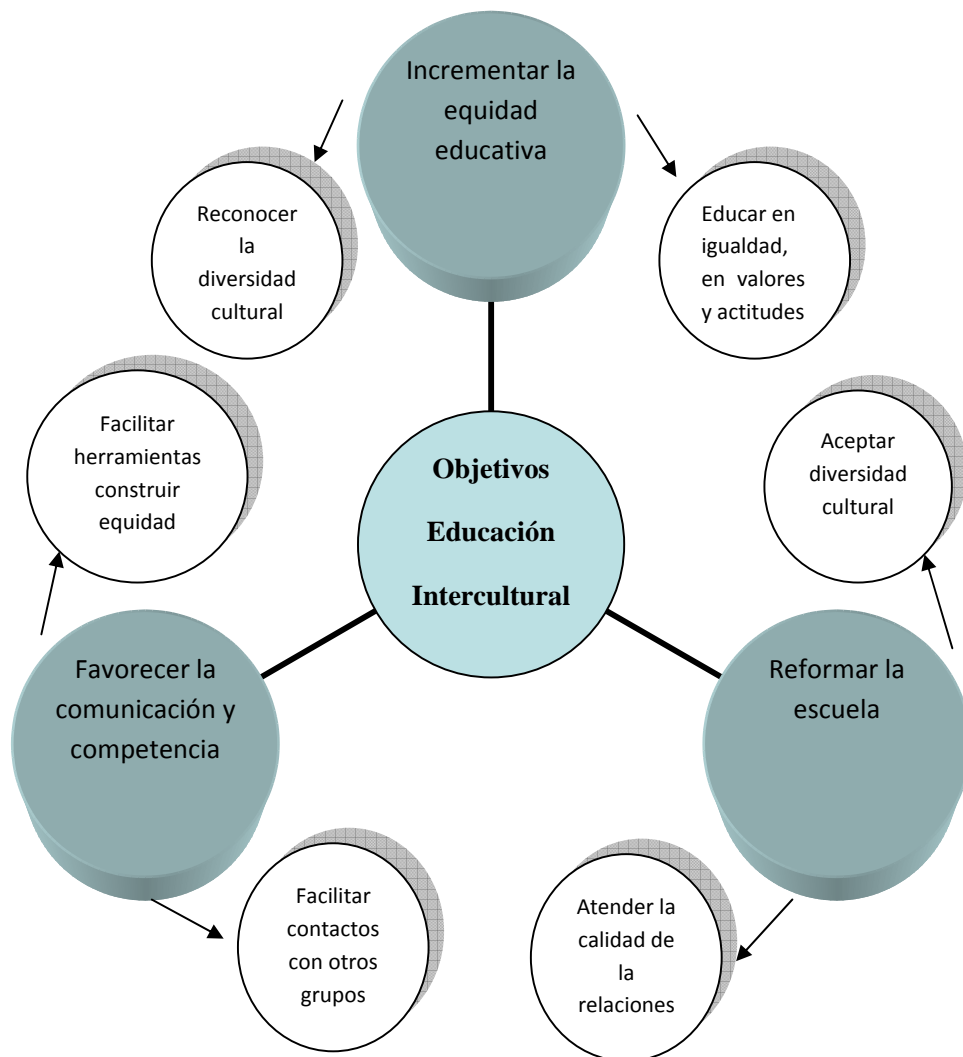 Incrementar la
equidad
educativa
Reconocer
la
diversidad
cultural
Educar en
igualdad,
en valores
y actitudes
Facilitar
herramientas
construir
equidad
Aceptar
diversidad
cultural
Objetivos
Educación
Intercultural
Favorecer la
comunicación y
competencia
Reformar la
escuela
Facilitar
contactos
con otros
grupos
Atender la
calidad de
la
relaciones